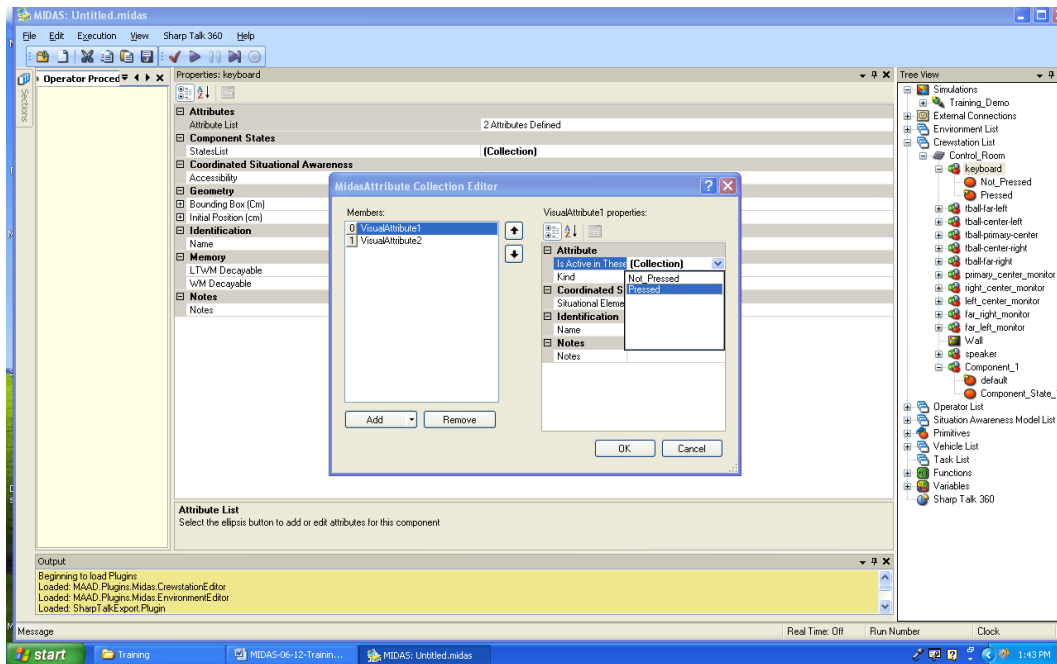 MIDAS: Untitled.midas
File Edit Execution View Sharp Talk 360 Help
Sections
Operator Proced
Properties: keyboard
Attributes
Attribute List 2 Attributes Defined
Component States
StatesList (Collection)
Coordinated Situational Awareness
Accessibility
Geometry
Bounding Box (Cm)
Initial Position (cm)
Identification
Name
Memory
LTWM Decayable
WM Decayable
Notes
Notes
Attribute List
Select the ellipsis button to add or edit attributes for this component
MidasAttribute Collection Editor
Members:
0 VisualAttribute1
1 VisualAttribute2
Add Remove
VisualAttribute1 properties:
Attribute
Is Active in These (Collection)
Kind
Not_Pressed
Pressed
Coordinated S
Situational Eleme
Identification
Name
Notes
Notes
OK Cancel
Tree View
Simulations
Training_Demo
External Connections
Environment List
Crewstation List
Control_Room
keyboard
Not_Pressed
Pressed
tball-far-left
tball-center-left
tball-primary-center
tball-center-right
tball-far-right
primary_center_monitor
right_center_monitor
left_center_monitor
far_right_monitor
far_left_monitor
Wall
speaker
Component_1
default
Component_State_
Operator List
Situation Awareness Model List
Primitives
Vehicle List
Task List
Functions
Variables
Sharp Talk 360
Output
Beginning to load Plugins
Loaded: MAAD.Plugins.Midas.CrewstationEditor
Loaded: MAAD.Plugins.Midas.EnvironmentEditor
Loaded: SharpTalkExport.Plugin
Message Real Time: Off Run Number Clock
start Training MIDAS-06-12-Trainin... MIDAS: Untitled.midas 1:43 PM